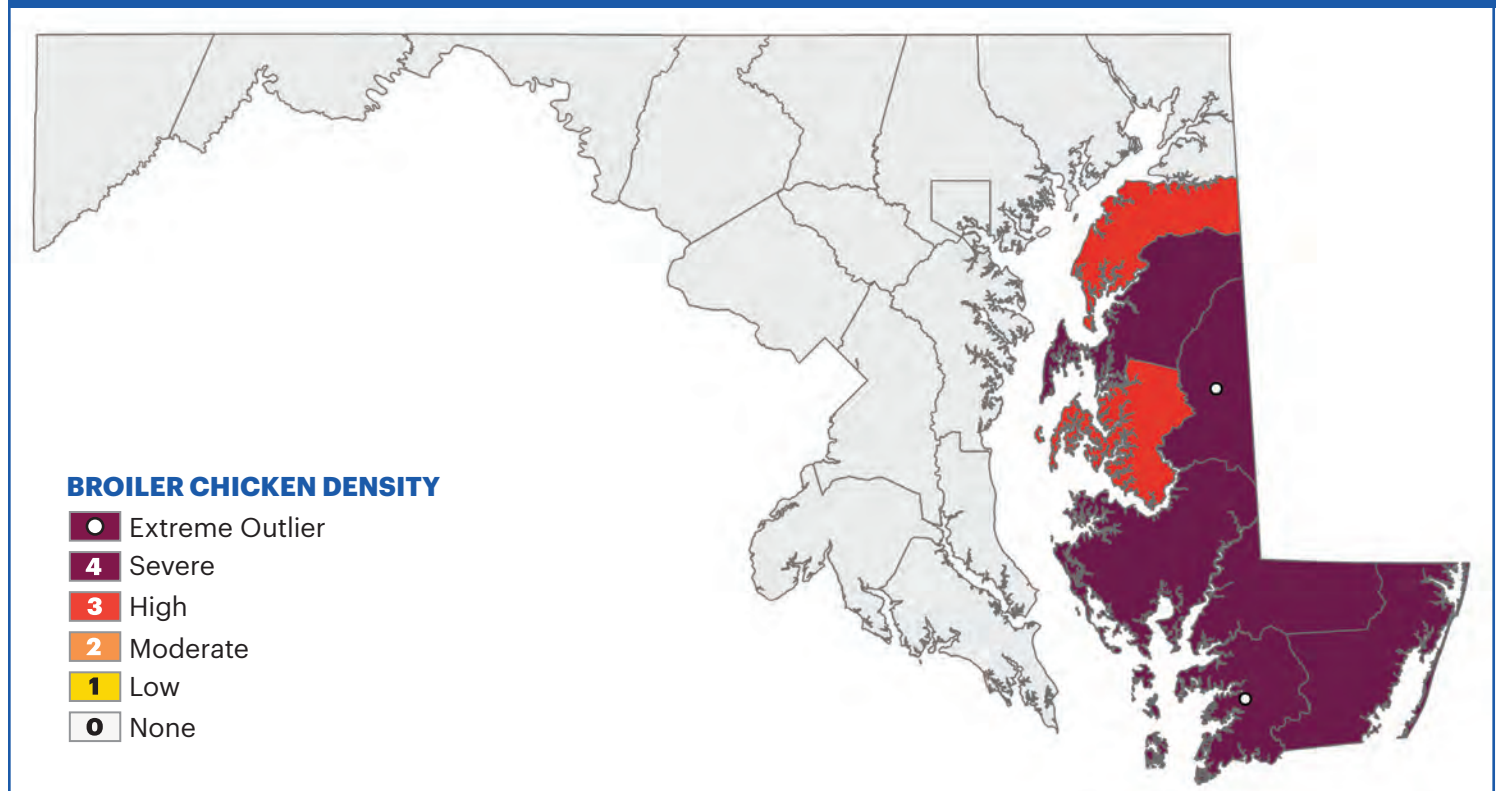 BROILER CHICKEN DENSITY
Extreme Outlier
4 Severe
3 High
2 Moderate
1 Low
0 None